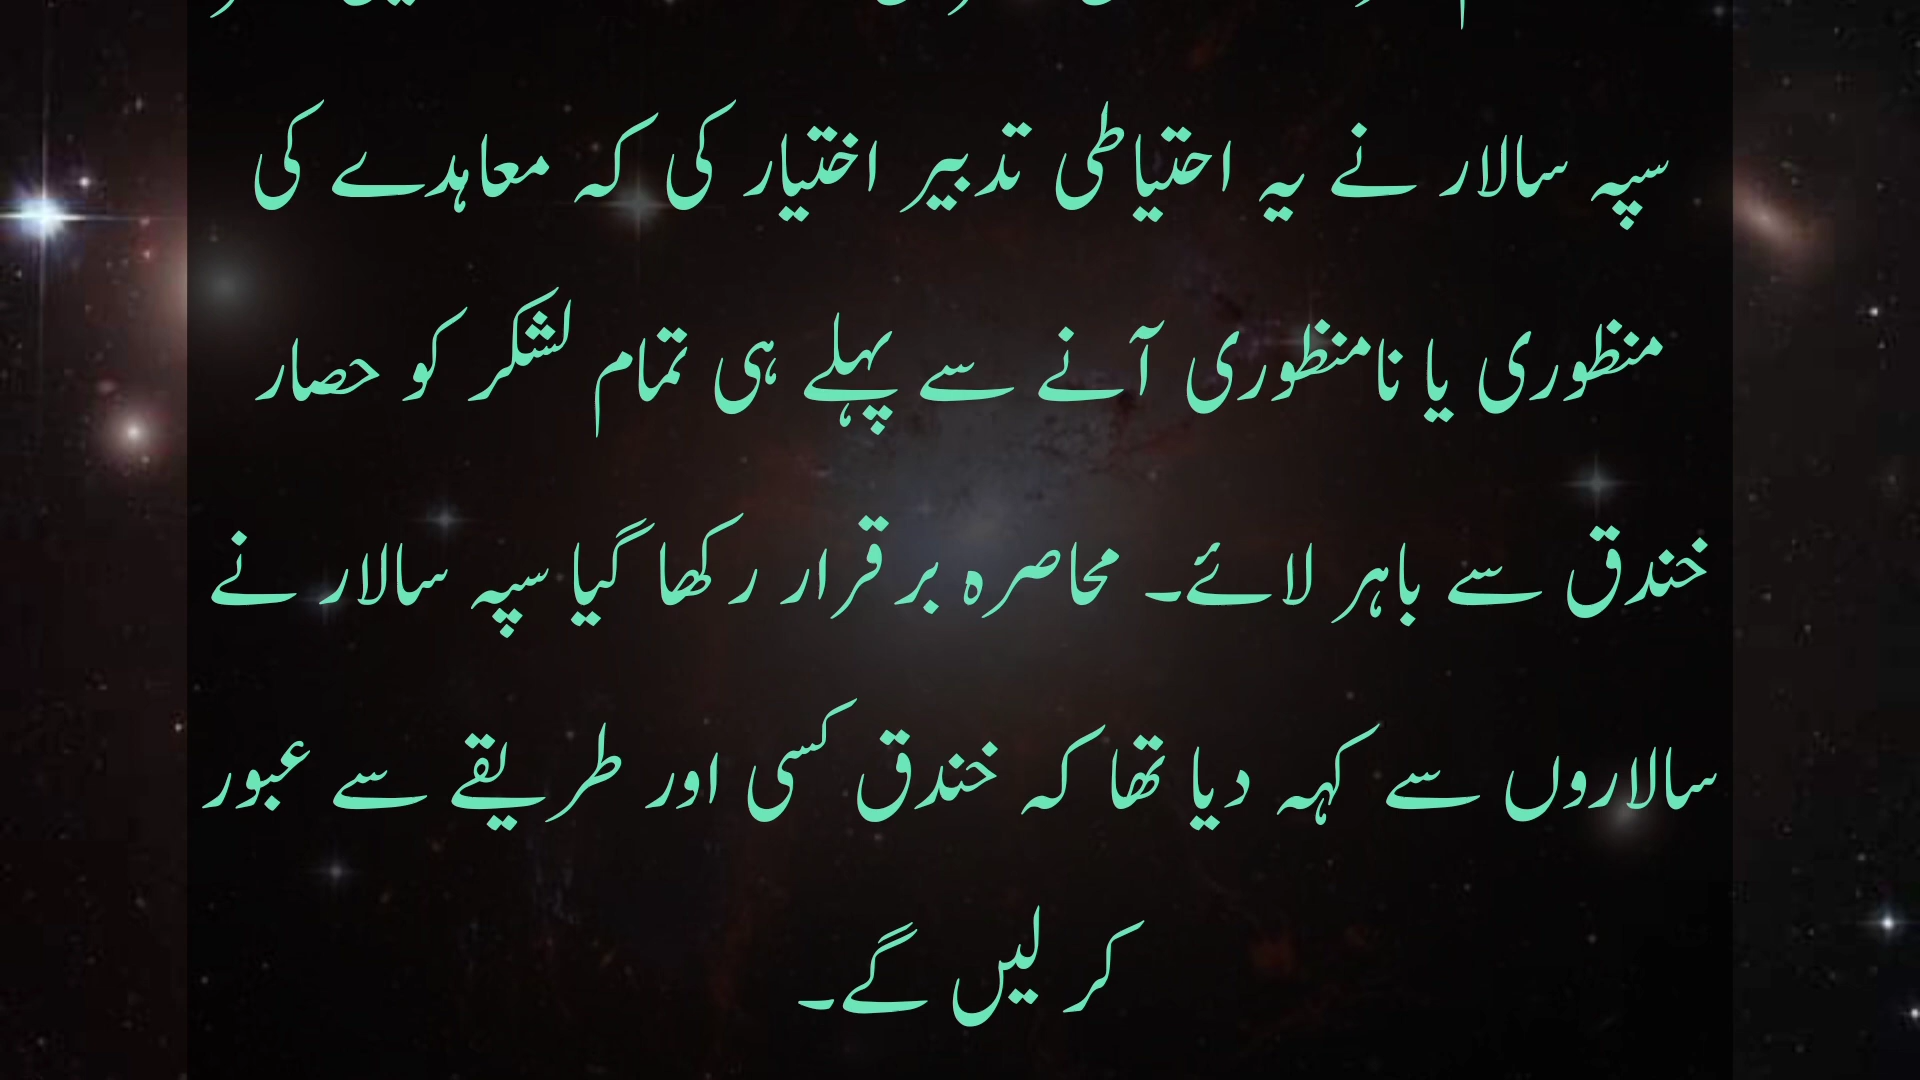 سپہ سالار نے یہ احتیاطی تدبیر اختیار کی کہ معاہدے کی
منظوری یا نامنظوری آنے سے پہلے ہی تمام لشکر کو حصار
خندق سے باہر لائے۔ محاصرہ برقرار رکھا گیا سپہ سالار نے
سالاروں سے کہہ دیا تھا کہ خندق کسی اور طریقے سے عبور
کر لیں گے۔